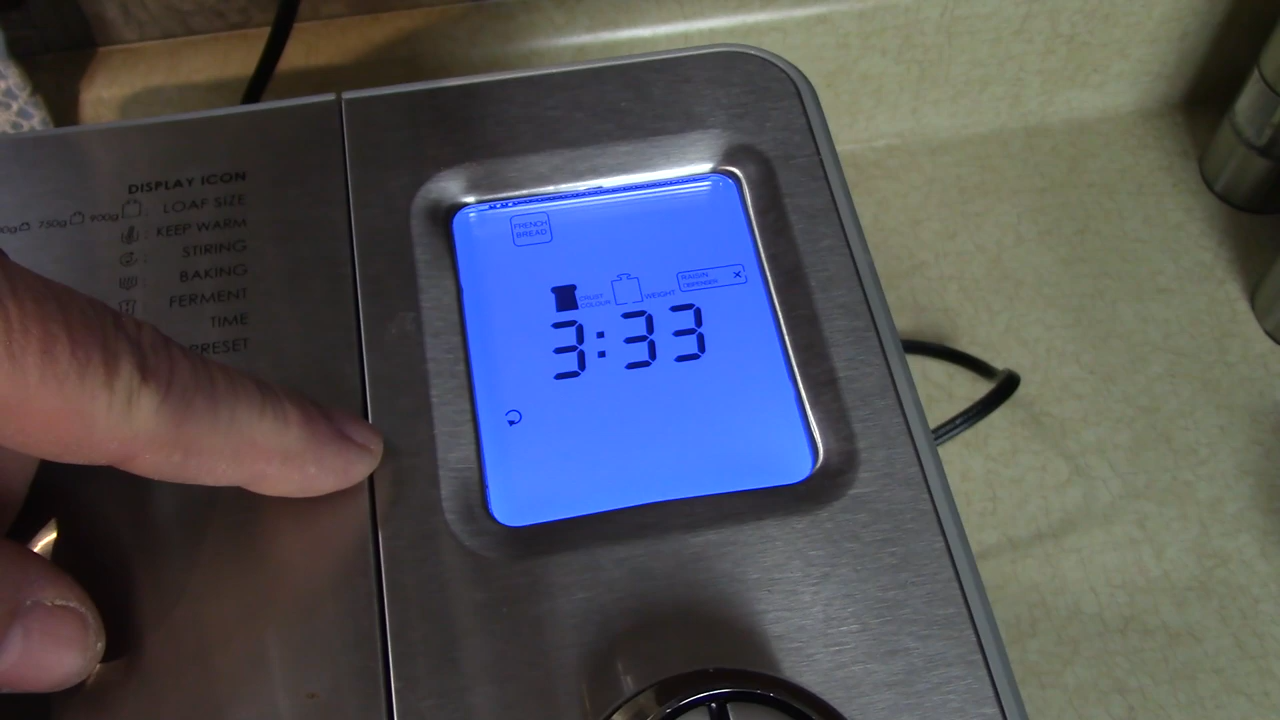 DISPLAY ICON
750g 900g : LOAF SIZE
: KEEP WARM
: STIRING
: BAKING
FERMENT
TIME
PRESET
FRENCH
BREAD
CRUST
COLOUR
WEIGHT
RAISIN
DISPENSER
3:33